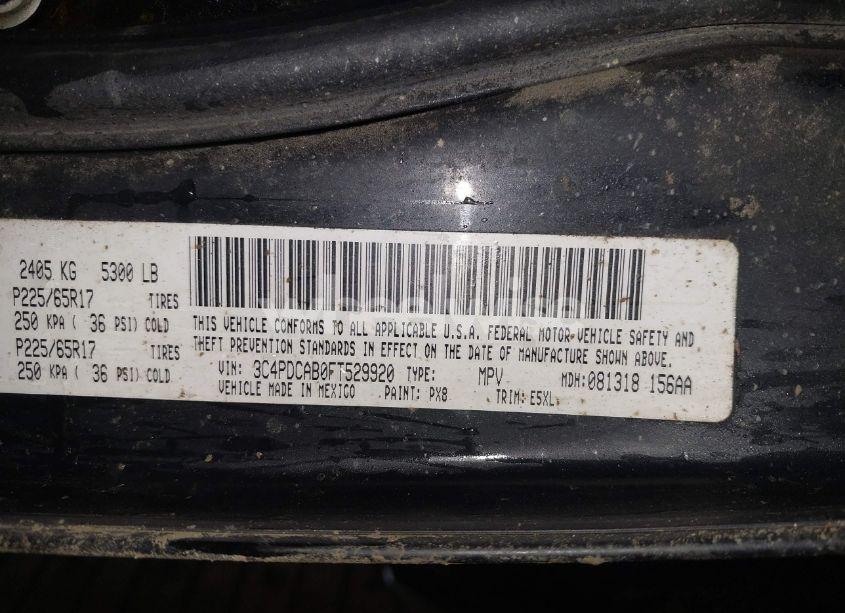 2405 KG 5300 LB
P225/65R17 TIRES
250 KPA ( 36 PSI) COLD
P225/65R17 TIRES
250 KPA ( 36 PSI) COLD
THIS VEHICLE CONFORMS TO ALL APPLICABLE U.S.A. FEDERAL MOTOR VEHICLE SAFETY AND
THEFT PREVENTION STANDARDS IN EFFECT ON THE DATE OF MANUFACTURE SHOWN ABOVE.
VIN: 3C4PDCAB0FT529920 TYPE: MPV MDH:081318 156AA
VEHICLE MADE IN MEXICO PAINT: PX8 TRIM: E5XL